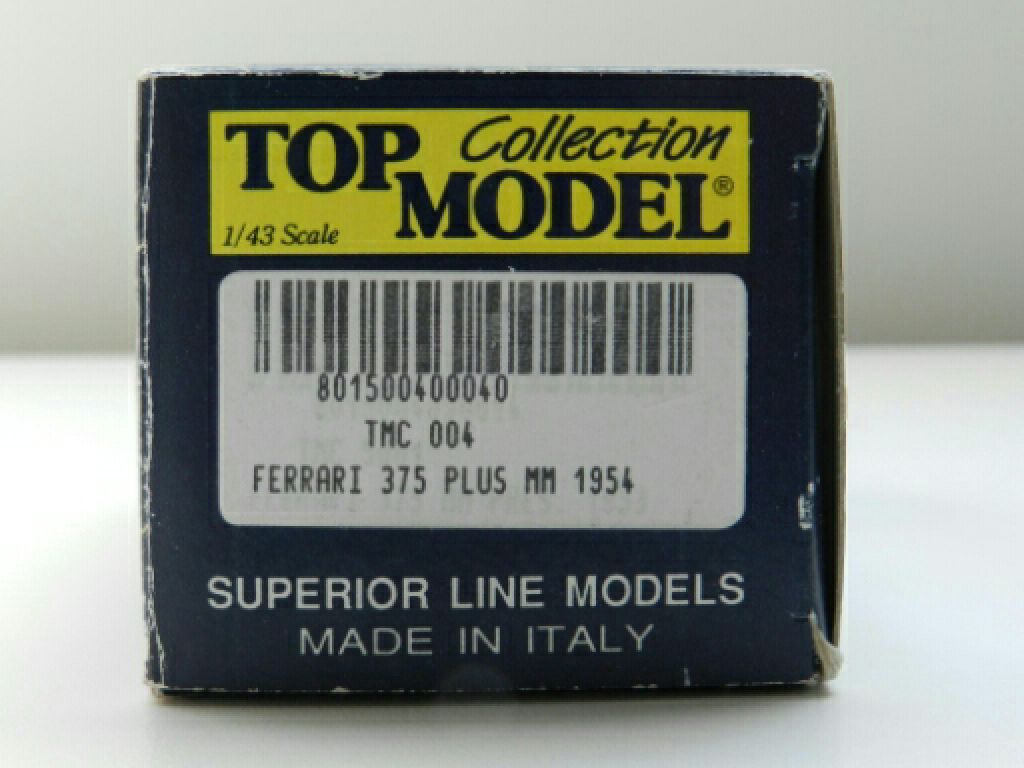 TOP Collection
MODEL®
1/43 Scale
801500400040
TMC 004
FERRARI 375 PLUS MM 1954
SUPERIOR LINE MODELS
MADE IN ITALY